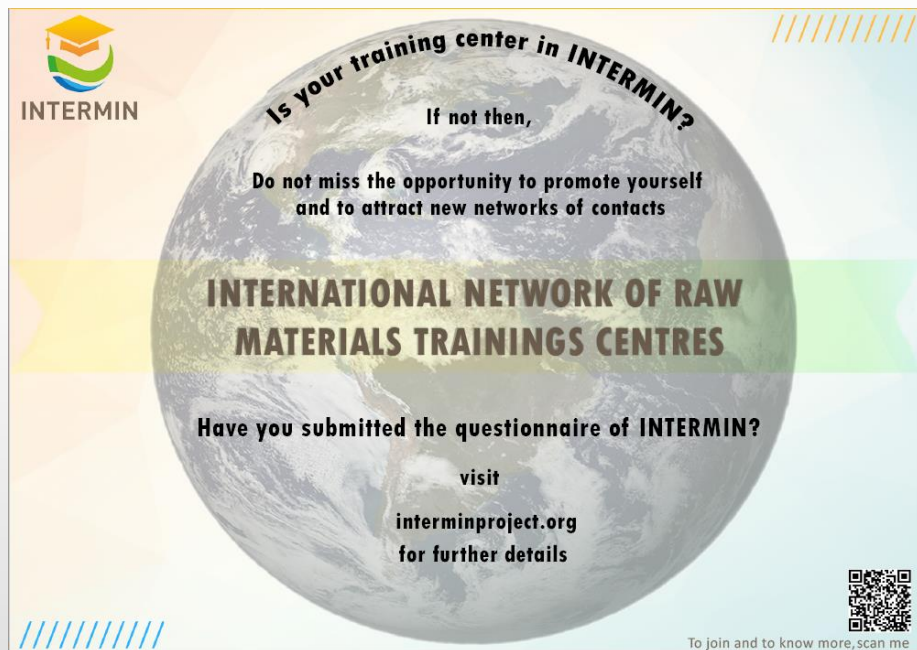 INTERMIN
Is your training center in INTERMIN?
If not then,
Do not miss the opportunity to promote yourself
and to attract new networks of contacts
INTERNATIONAL NETWORK OF RAW
MATERIALS TRAININGS CENTRES
Have you submitted the questionnaire of INTERMIN?
visit
interminproject.org
for further details
To join and to know more, scan me